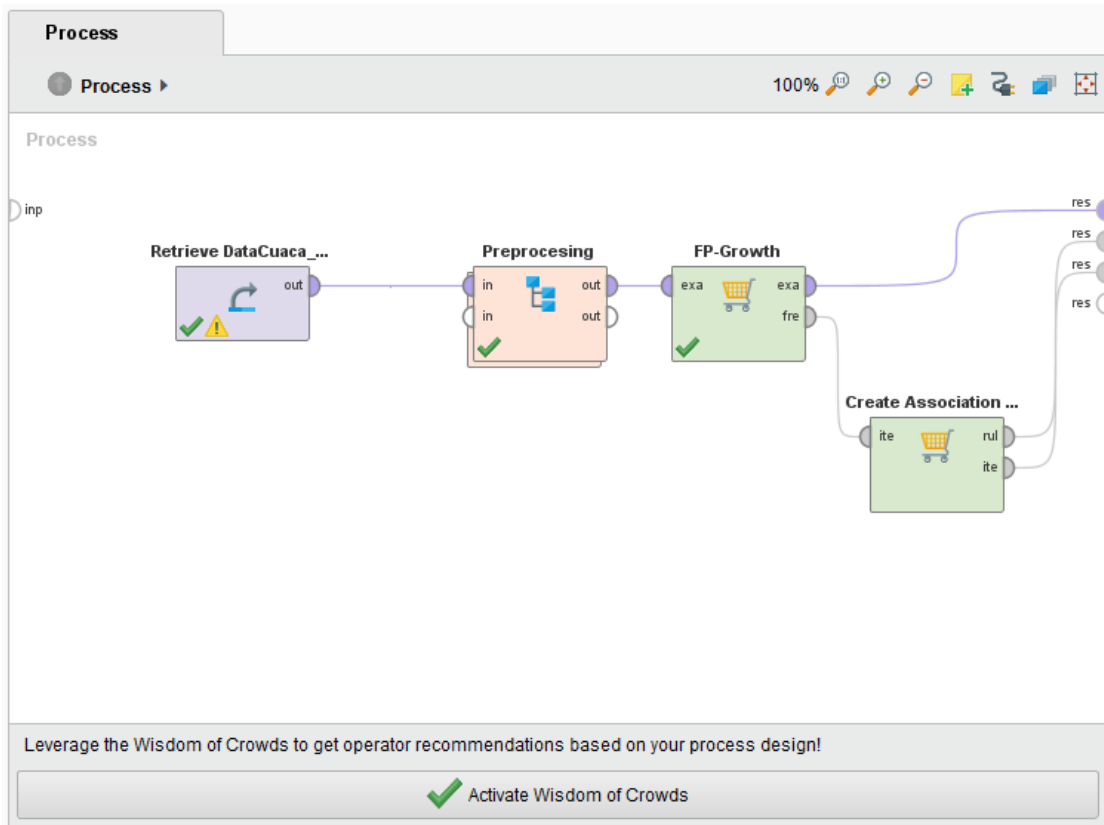 Process
Process
100%
Process
inp
res
res
res
res
Retrieve DataCuaca_...
out
Preprocesing
in
out
in
out
FP-Growth
exa
exa
fre
Create Association ...
ite
rul
ite
Leverage the Wisdom of Crowds to get operator recommendations based on your process design!
Activate Wisdom of Crowds